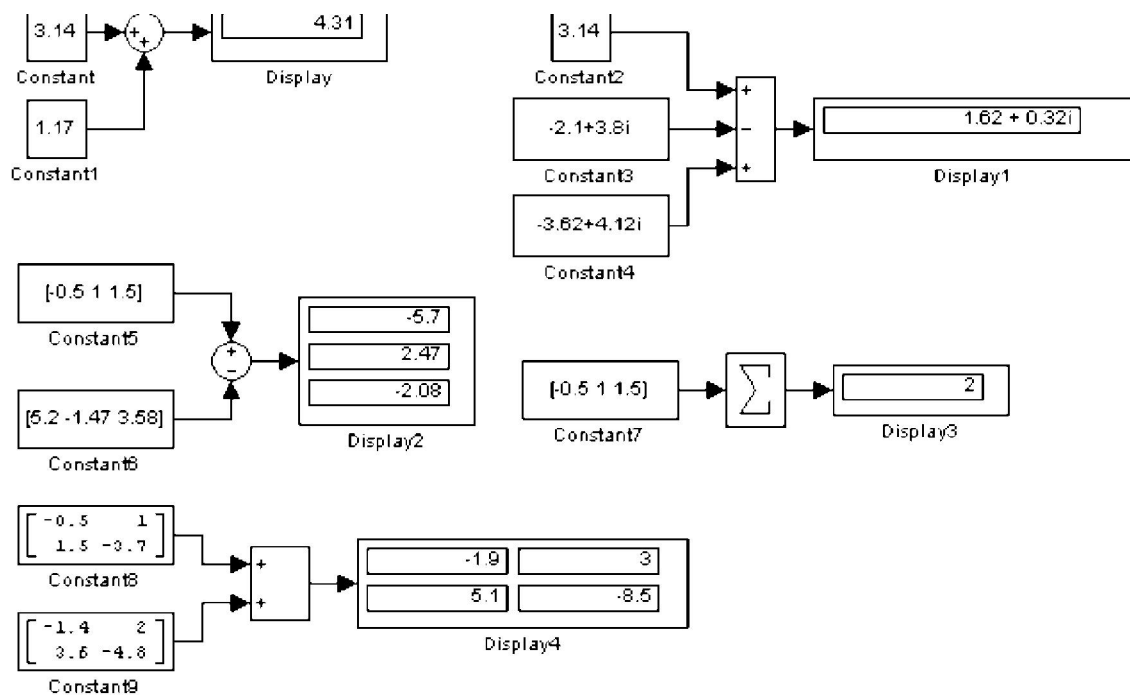 3.14
+
+
4.31
Constant
Display
1.17
Constant1
3.14
Constant2
-2.1+3.8i
Constant3
-3.62+4.12i
Constant4
+
−
+
1.62 + 0.32i
Display1
[-0.5 1 1.5]
Constant5
[5.2 -1.47 3.58]
Constant6
+
−
-5.7
2.47
-2.08
Display2
[-0.5 1 1.5]
Constant7
Σ
2
Display3
-0.5 1
1.5 -3.7
Constant8
-1.4 2
3.6 -4.8
Constant9
+
+
-1.9 3
5.1 -8.5
Display4